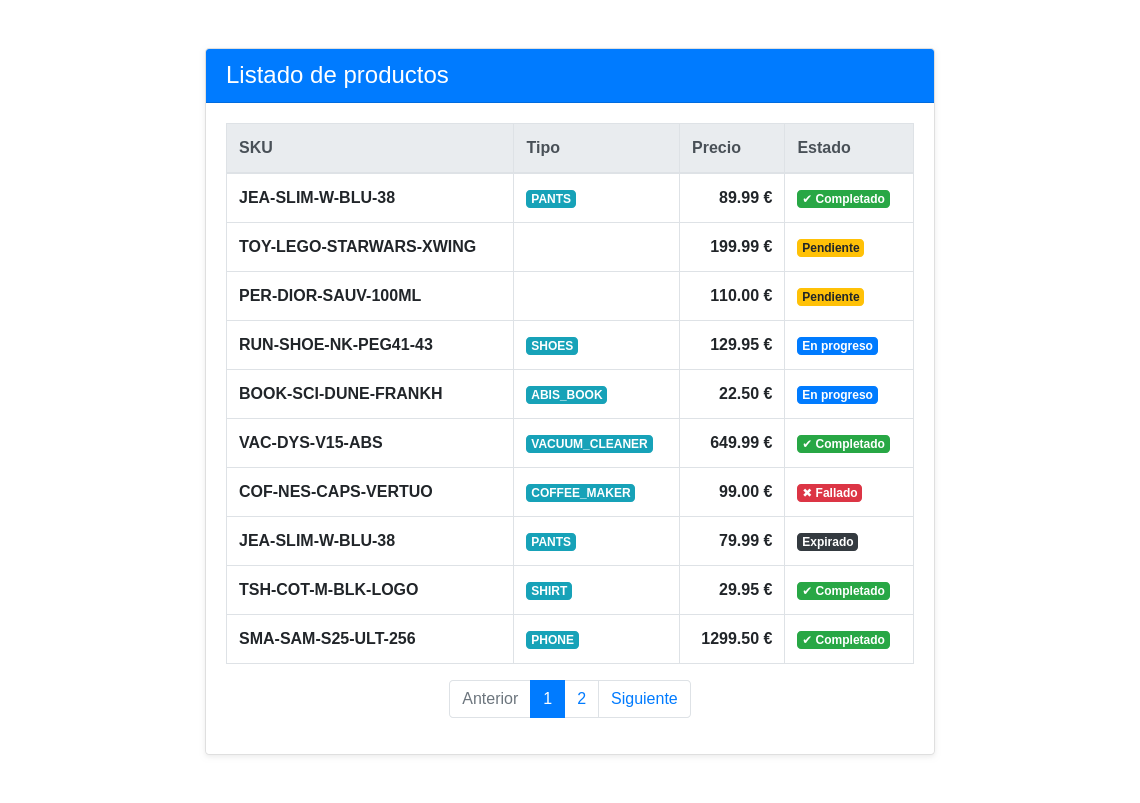 Listado de productos
SKU Tipo Precio Estado
JEA-SLIM-W-BLU-38 PANTS 89.99 € ✔ Completado
TOY-LEGO-STARWARS-XWING 199.99 € Pendiente
PER-DIOR-SAUV-100ML 110.00 € Pendiente
RUN-SHOE-NK-PEG41-43 SHOES 129.95 € En progreso
BOOK-SCI-DUNE-FRANKH ABIS_BOOK 22.50 € En progreso
VAC-DYS-V15-ABS VACUUM_CLEANER 649.99 € ✔ Completado
COF-NES-CAPS-VERTUO COFFEE_MAKER 99.00 € ✖ Fallado
JEA-SLIM-W-BLU-38 PANTS 79.99 € Expirado
TSH-COT-M-BLK-LOGO SHIRT 29.95 € ✔ Completado
SMA-SAM-S25-ULT-256 PHONE 1299.50 € ✔ Completado
Anterior 1 2 Siguiente